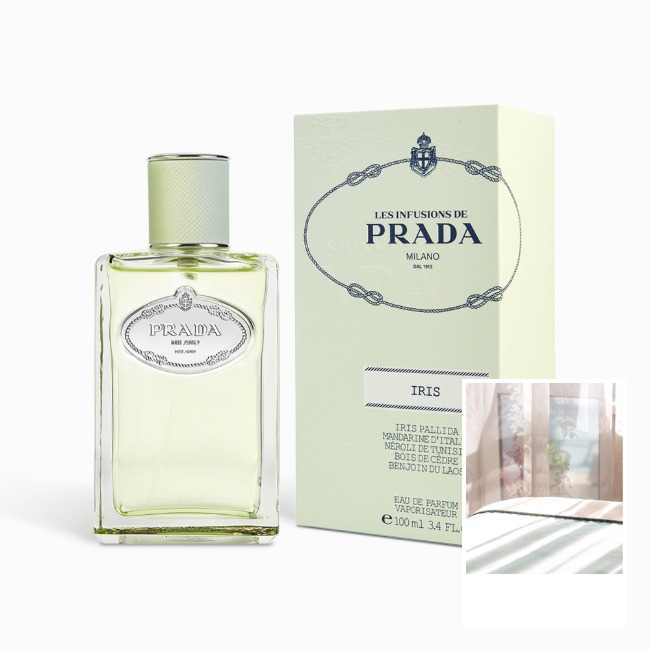 PRADA
LES INFUSIONS DE
PRADA
MILANO
DAL 1913
IRIS
IRIS PALLIDA
MANDARINE D'ITAL
NÉROLI DE TUNISI
BOIS DE CÈDRE
BENJOIN DU LAOS
EAU DE PARFUM
VAPORISATEUR
e 100 ml 3.4 FL.